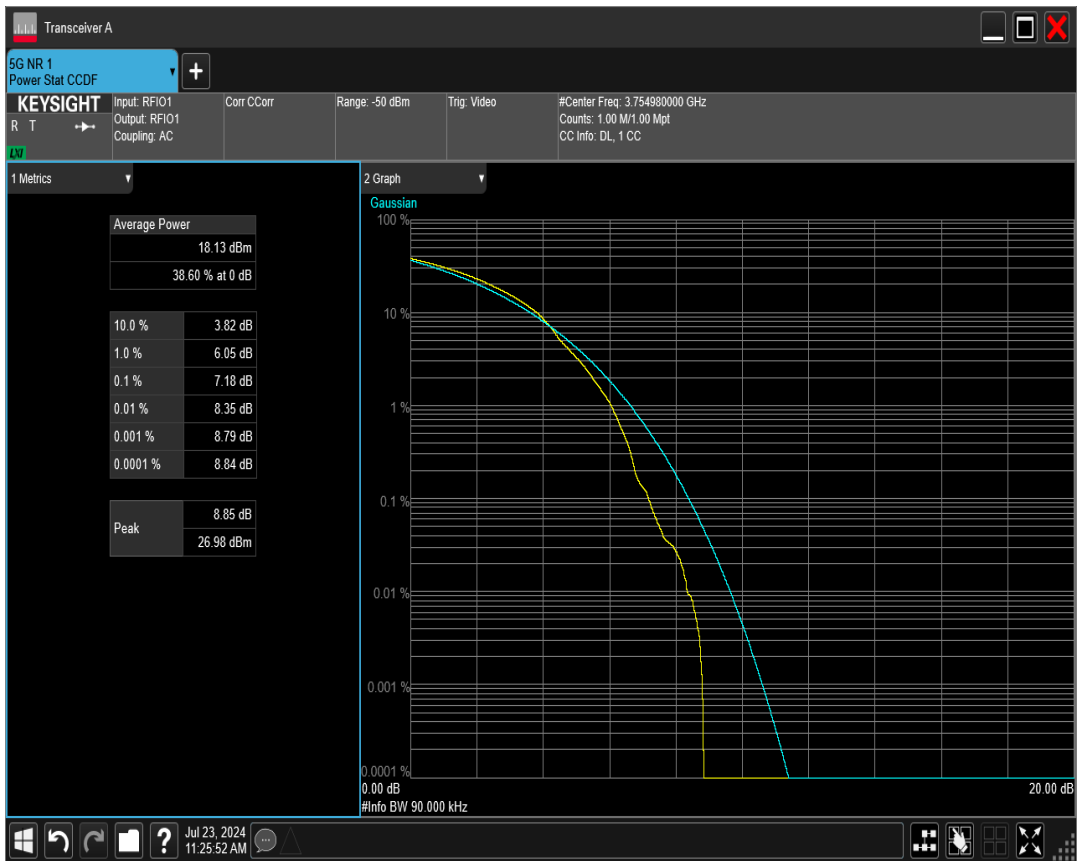 Transceiver A
5G NR 1
Power Stat CCDF
KEYSIGHT
R T
LXI
Input: RFIO1
Output: RFIO1
Coupling: AC
Corr CCorr
Range: -50 dBm
Trig: Video
#Center Freq: 3.754980000 GHz
Counts: 1.00 M/1.00 Mpt
CC Info: DL, 1 CC
1 Metrics
Average Power
18.13 dBm
38.60 % at 0 dB
10.0 % 3.82 dB
1.0 % 6.05 dB
0.1 % 7.18 dB
0.01 % 8.35 dB
0.001 % 8.79 dB
0.0001 % 8.84 dB
Peak
8.85 dB
26.98 dBm
2 Graph
Gaussian
100 %
10 %
1 %
0.1 %
0.01 %
0.001 %
0.0001 %
0.00 dB 20.00 dB
#Info BW 90.000 kHz
?
Jul 23, 2024
11:25:52 AM